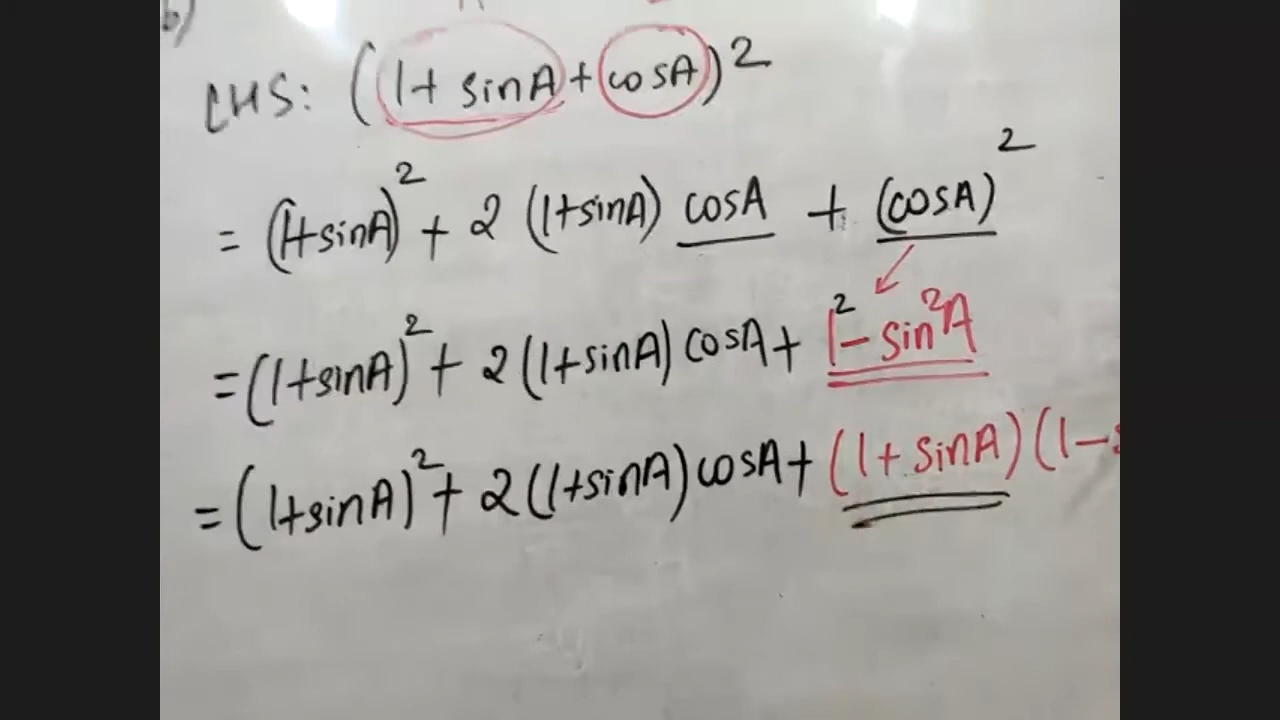 b)
LHS: (1+ sinA + cosA)²
= (1+sinA)² + 2 (1+sinA) cosA + (cosA)²
= (1+sinA)² + 2 (1+sinA) cosA + 1² - sin²A
= (1+sinA)² + 2 (1+sinA) cosA + (1+ sinA) (1-